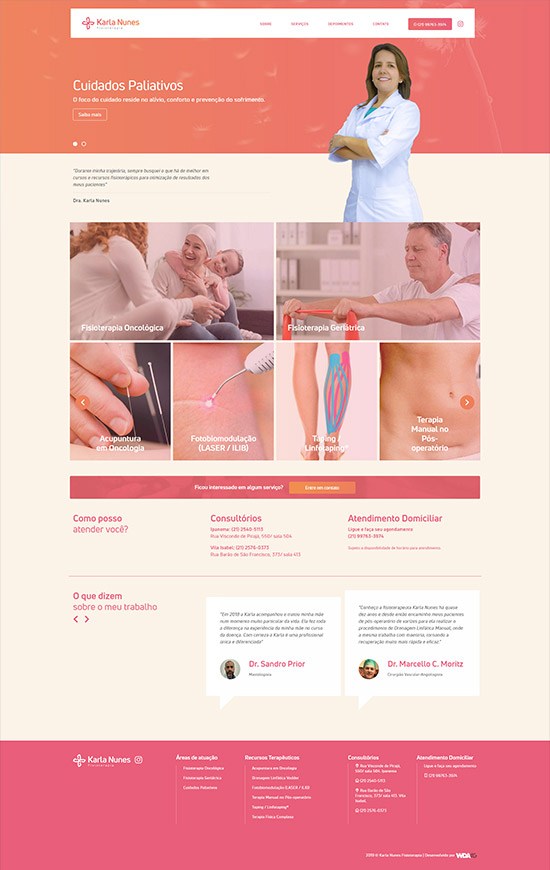 Karla Nunes
Fisioterapia
SOBRE
SERVIÇOS
DEPOIMENTOS
CONTATO
(21) 99763-3974
Cuidados Paliativos
O foco do cuidado reside no alívio, conforto e prevenção do sofrimento.
Saiba mais
"Durante minha trajetória, sempre busquei o que há de melhor em
cursos e recursos fisioterápicos para otimização de resultados dos
meus pacientes"
Dra. Karla Nunes
Fisioterapia Oncológica
Fisioterapia Geriátrica
Acupuntura
em Oncologia
Fotobiomodulação
(LASER / ILIB)
Taping /
Linfotaping®
Terapia
Manual no
Pós-
operatório
Ficou interessado em algum serviço?
Entre em contato
Como posso
atender você?
Consultórios
Ipanema: (21) 2540-5113
Rua Visconde de Pirajá, 550/ sala 504
Vila Isabel: (21) 2576-0373
Rua Barão de São Francisco, 373/ sala 413
Atendimento Domiciliar
Ligue e faça seu agendamento
(21) 99763-3974
Sujeito a disponibilidade de horário para atendimento.
O que dizem
sobre o meu trabalho
"Em 2018 a Karla acompanhou e tratou minha mãe
num momento muito particular da vida. Ela fez toda
a diferença na experiência da minha mãe no curso
da doença. Com certeza a Karla é uma profissional
única e diferenciada"
Dr. Sandro Prior
Mastologista
"Conheço a fisioterapeuta Karla Nunes há quase
dez anos e desde então encaminho meus pacientes
de pós operatório de varizes para ela realizar o
procedimento de Drenagem Linfática Manual, onde
a mesma trabalha com maestria, tornando a
recuperação muito mais rápida e eficaz."
Dr. Marcello C. Moritz
Cirurgião Vascular-Angiologista
Karla Nunes
Fisioterapia
Áreas de atuação
Fisioterapia Oncológica
Fisioterapia Geriátrica
Cuidados Paliativos
Recursos Terapêuticos
Acupuntura em Oncologia
Drenagem Linfática Vodder
Fotobiomodulação (LASER / ILIB)
Terapia Manual no Pós-operatório
Taping / Linfotaping®
Terapia Física Complexa
Consultórios
Rua Visconde de Pirajá,
550/ sala 504. Ipanema
(21) 2540-5113
Rua Barão de São
Francisco, 373/ sala 413. Vila
Isabel.
(21) 2576-0373
Atendimento Domiciliar
Ligue e faça seu agendamento
(21) 99763-3974
2019 © Karla Nunes Fisioterapia | Desenvolvido por WDA